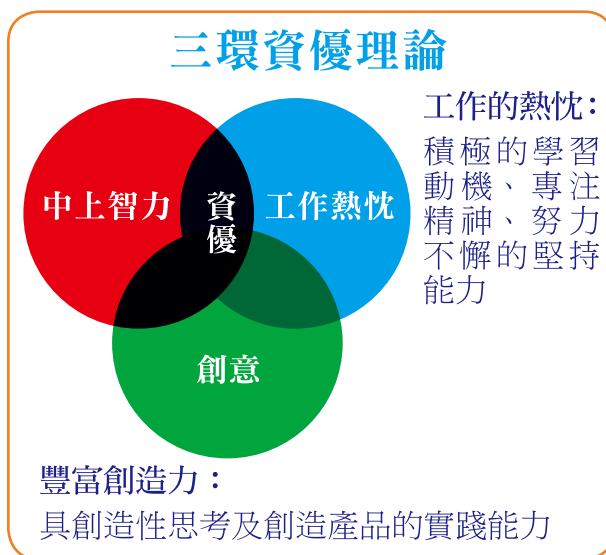 三環資優理論
工作的熱忱：
積極的學習
動機、專注
精神、努力
不懈的堅持
能力
中上智力
資優
工作熱忱
創意
豐富創造力：
具創造性思考及創造產品的實踐能力